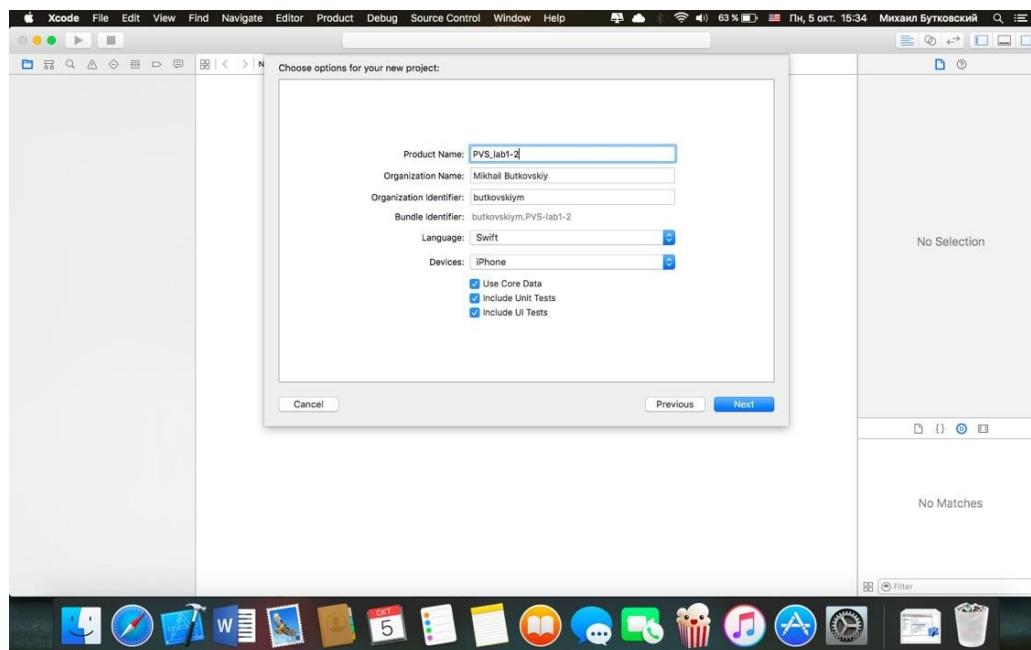 Xcode File Edit View Find Navigate Editor Product Debug Source Control Window Help 63 % Пн, 5 окт. 15:34 Михаил Бутковский
N
Choose options for your new project:
Product Name: PVS_lab1-2
Organization Name: Mikhail Butkovskiy
Organization Identifier: butkovskiym
Bundle Identifier: butkovskiym.PVS-lab1-2
Language: Swift
Devices: iPhone
Use Core Data
Include Unit Tests
Include UI Tests
Cancel Previous Next
No Selection
{}
No Matches
Filter
W
ОКТ
5